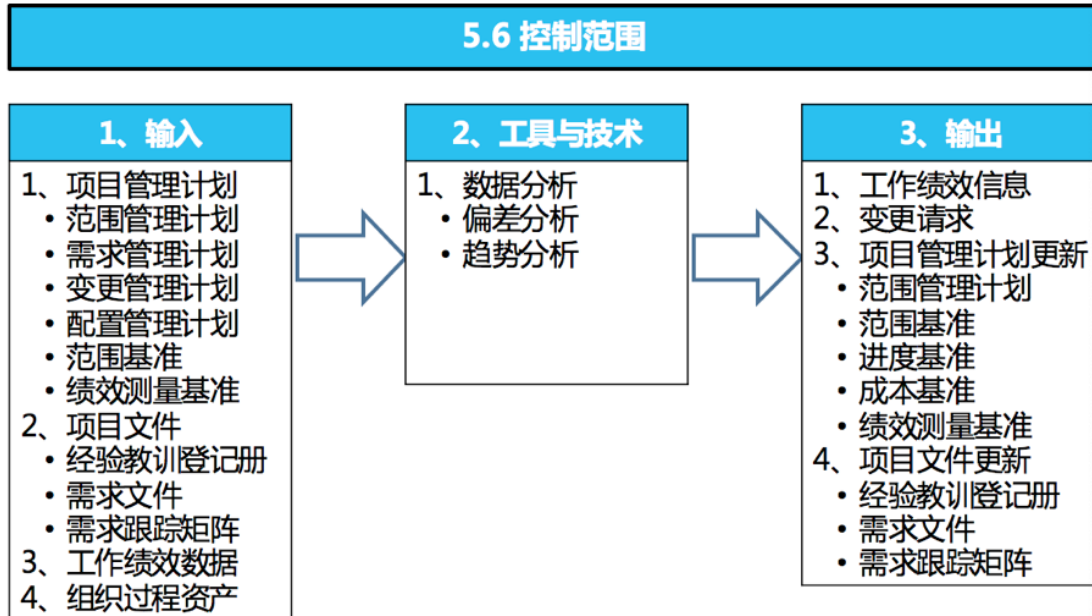 5.6 控制范围
1、输入
1、项目管理计划
• 范围管理计划
• 需求管理计划
• 变更管理计划
• 配置管理计划
• 范围基准
• 绩效测量基准
2、项目文件
• 经验教训登记册
• 需求文件
• 需求跟踪矩阵
3、工作绩效数据
4、组织过程资产
2、工具与技术
1、数据分析
• 偏差分析
• 趋势分析
3、输出
1、工作绩效信息
2、变更请求
3、项目管理计划更新
• 范围管理计划
• 范围基准
• 进度基准
• 成本基准
• 绩效测量基准
4、项目文件更新
• 经验教训登记册
• 需求文件
• 需求跟踪矩阵